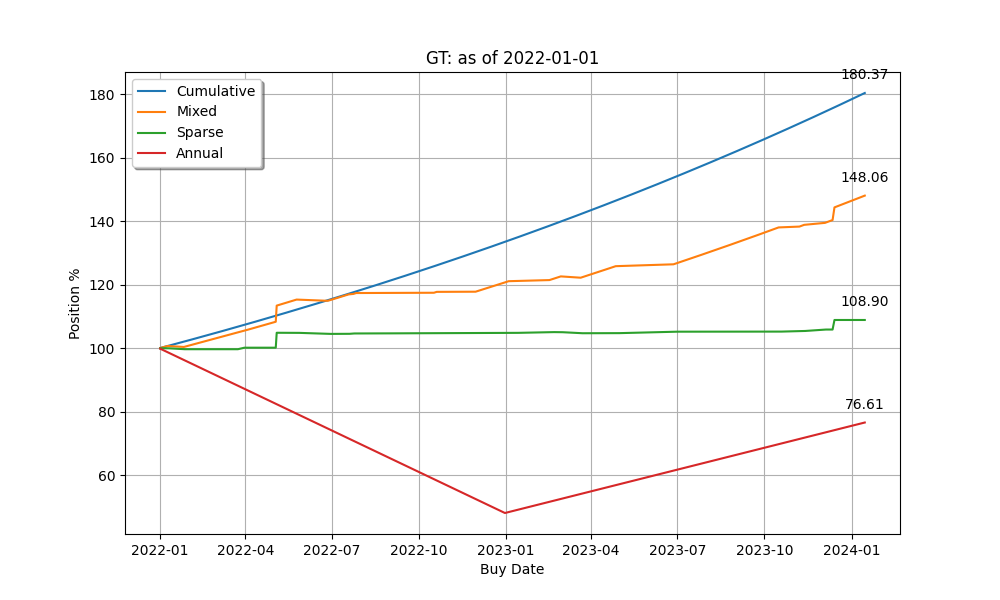 GT: as of 2022-01-01
Cumulative
Mixed
Sparse
Annual
180.37
148.06
108.90
76.61
Position %
180
160
140
120
100
80
60
2022-01 2022-04 2022-07 2022-10 2023-01 2023-04 2023-07 2023-10 2024-01
Buy Date